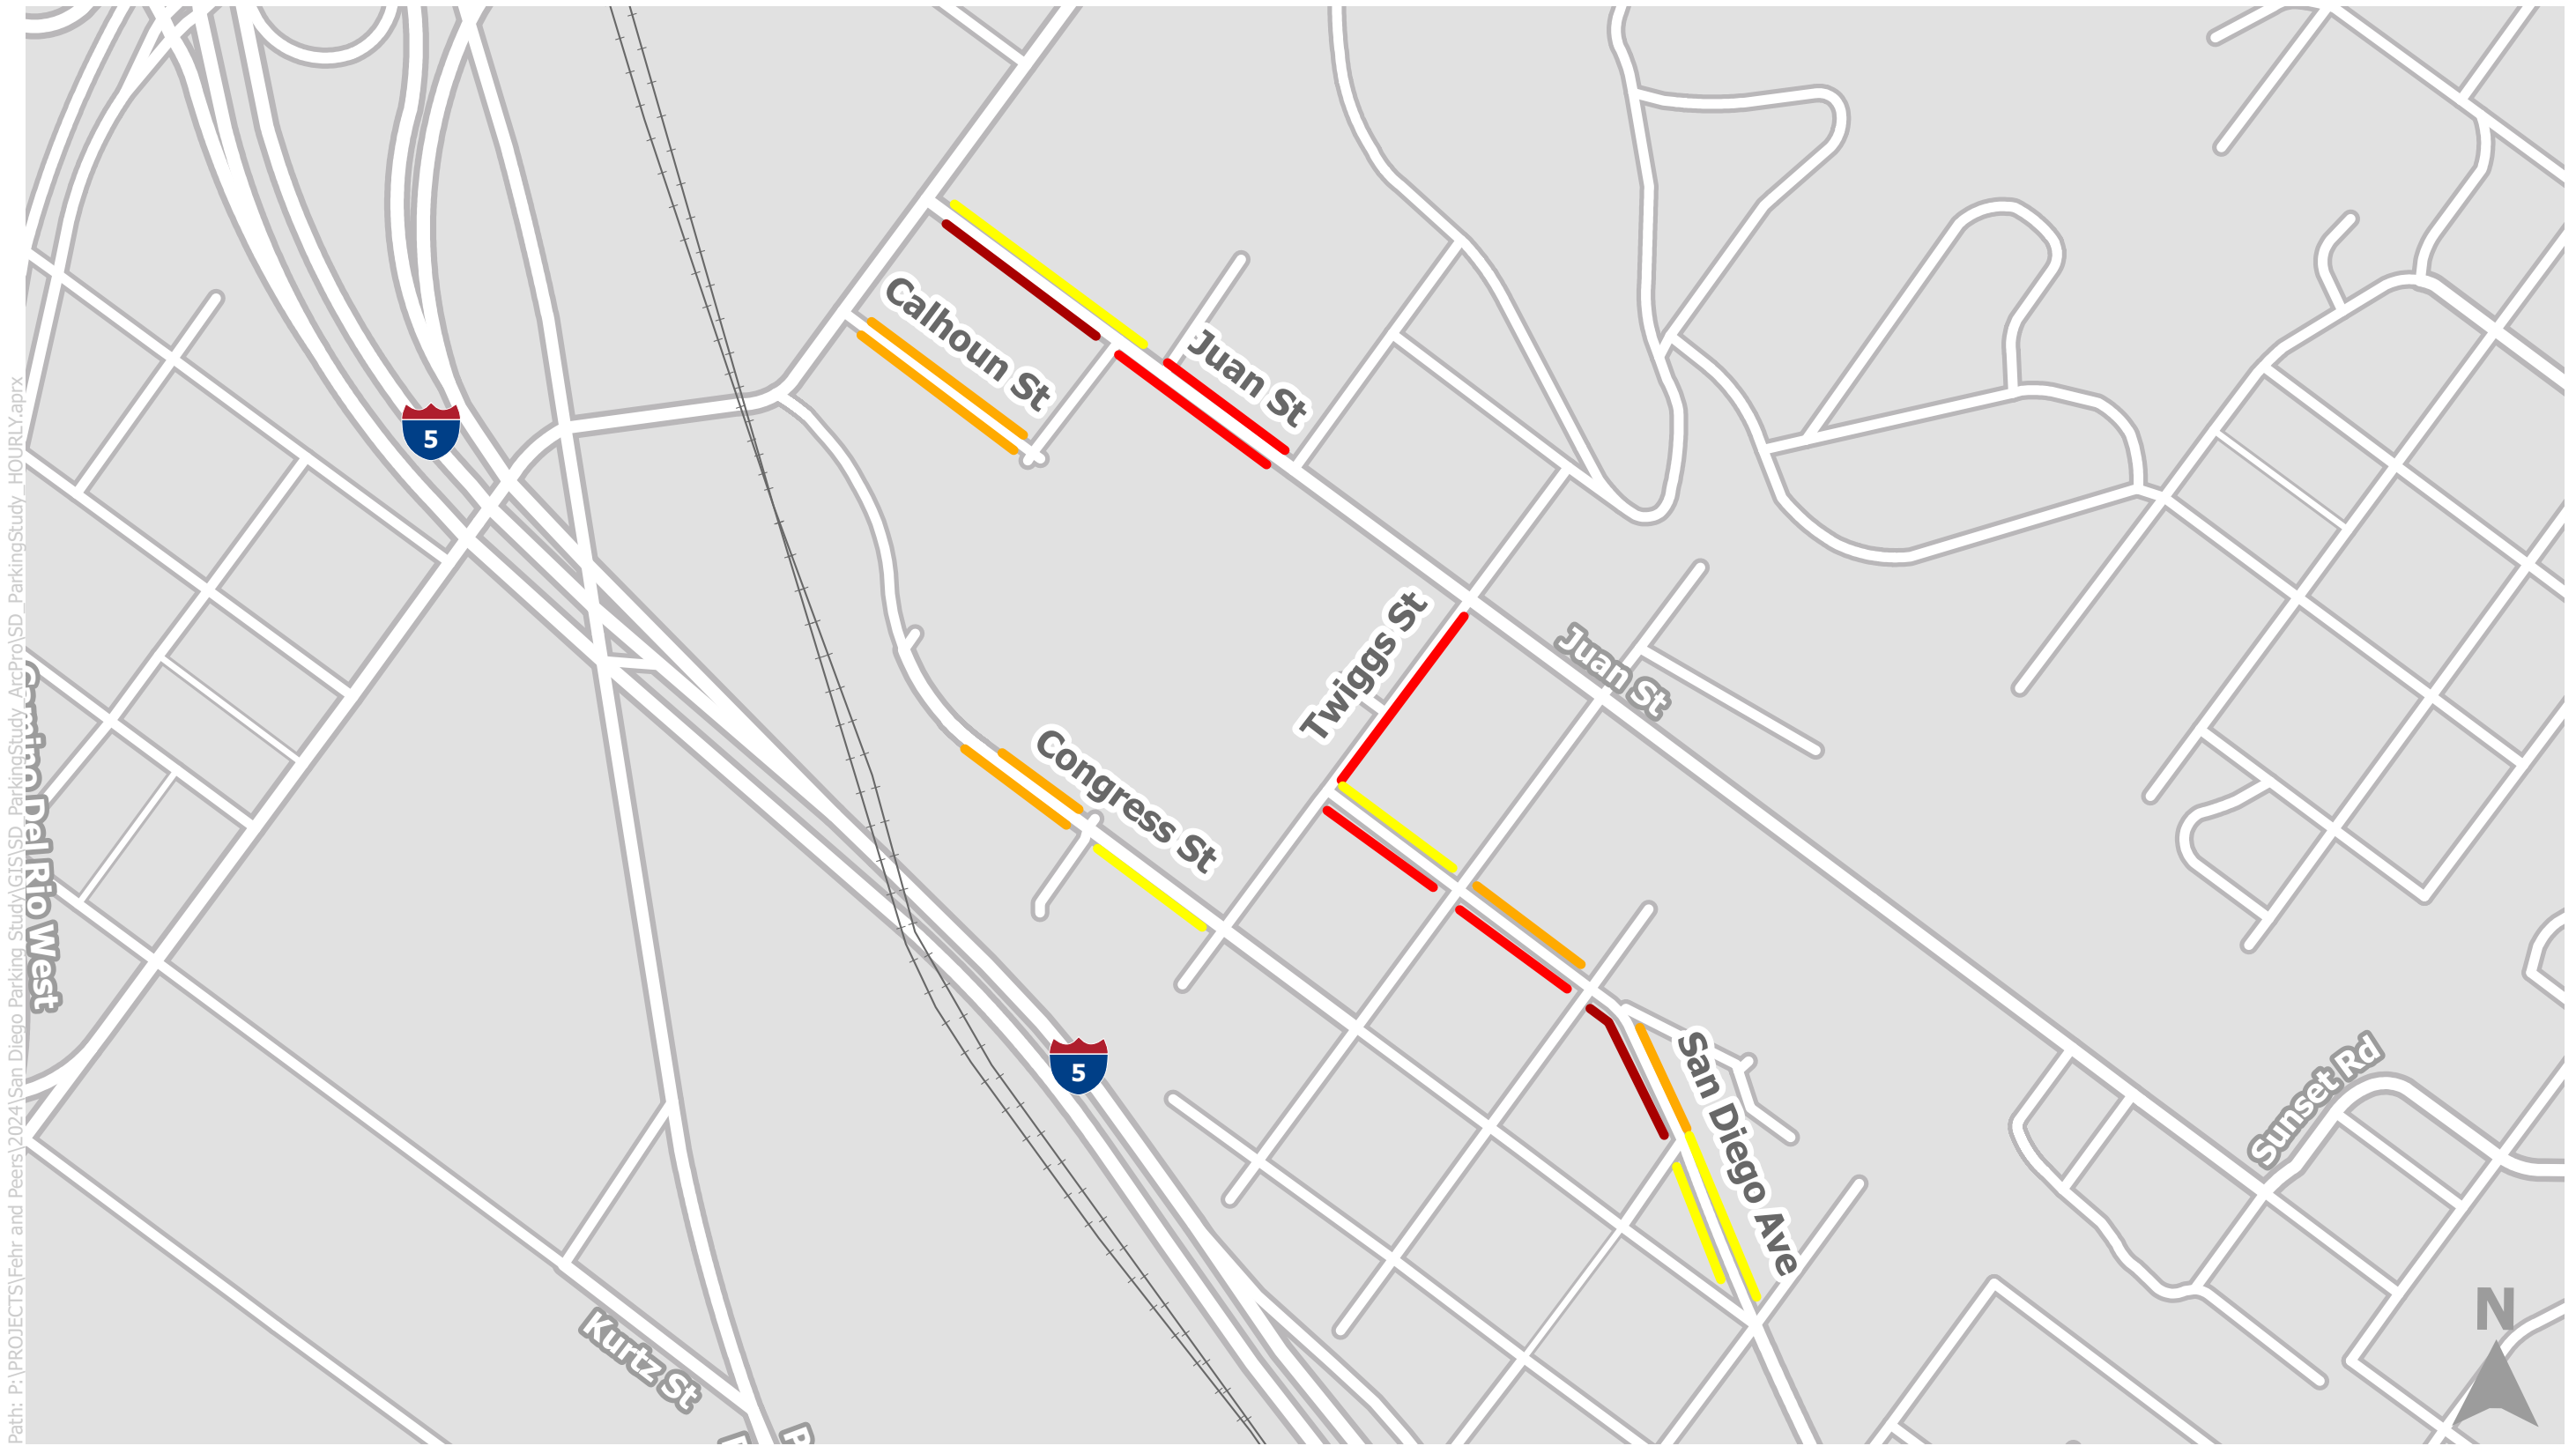 Calhoun St
Juan St
5
Twiggs St
Juan St
Camino Del Rio West
Congress St
5
San Diego Ave
Sunset Rd
N
Kurtz St
Path: P:\PROJECTS\Fehr and Peers\2024\San Diego Parking Study\GIS\SD_ParkingStudy_ArcPro\SD_ParkingStudy_HOURLY.aprx